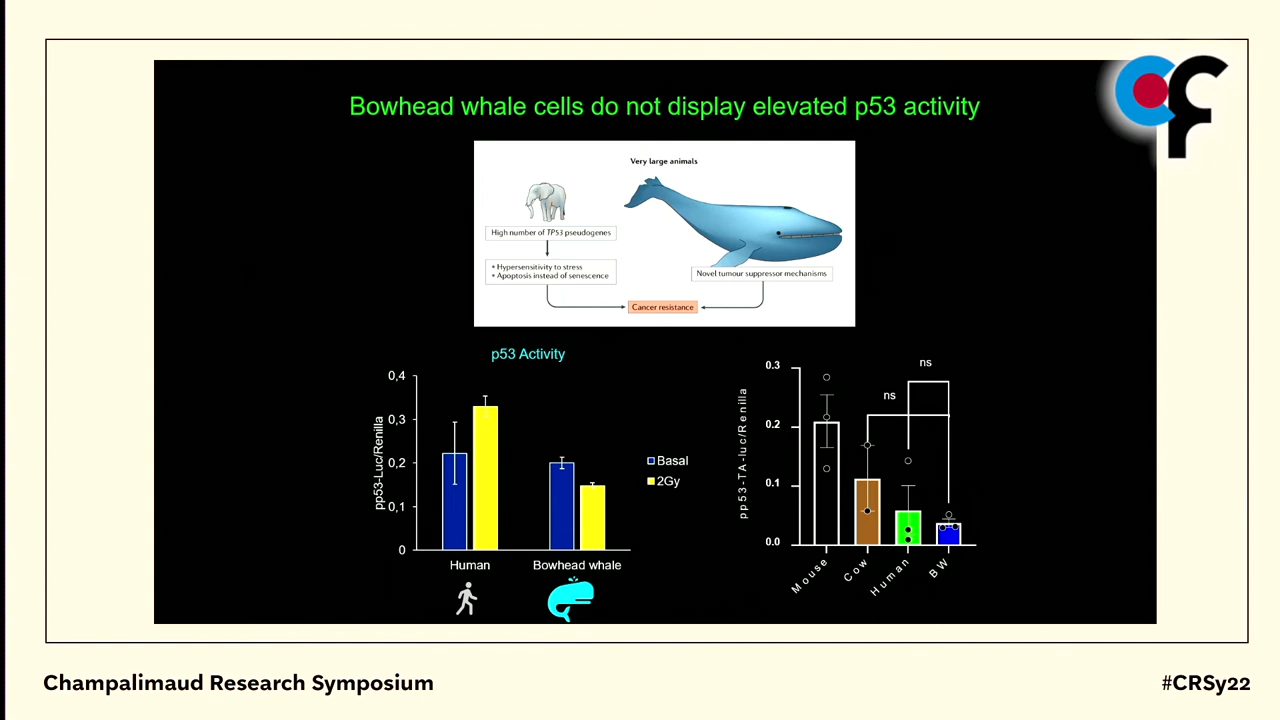 Bowhead whale cells do not display elevated p53 activity
Very large animals
High number of TP53 pseudogenes
• Hypersensitivity to stress
• Apoptosis instead of senescence
Novel tumour suppressor mechanisms
Cancer resistance
p53 Activity
pp53-Luc/Renilla
0,4
0,3
0,2
0,1
0
Human
Bowhead whale
Basal
2Gy
pp53-TA-luc/Renilla
0.3
0.2
0.1
0.0
ns
ns
Mouse
Cow
Human
BW
cf
Champalimaud Research Symposium
#CRSy22